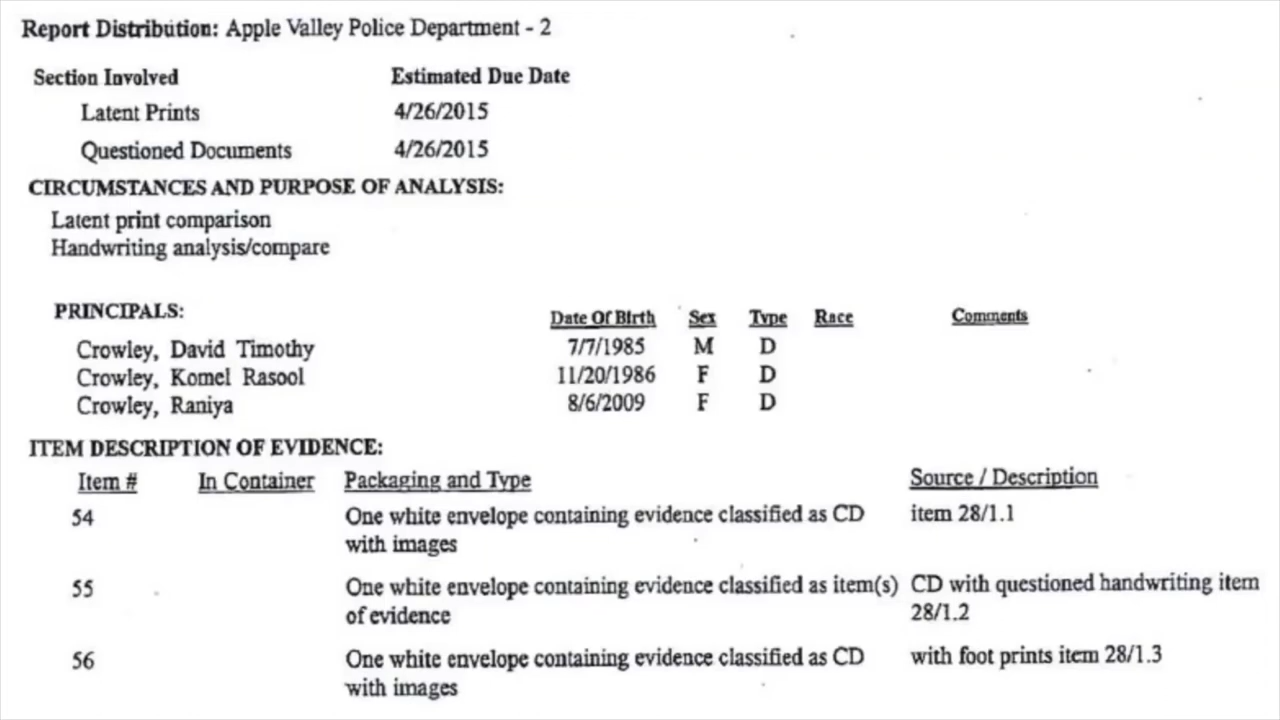 Report Distribution: Apple Valley Police Department - 2
Section Involved Estimated Due Date
Latent Prints 4/26/2015
Questioned Documents 4/26/2015
CIRCUMSTANCES AND PURPOSE OF ANALYSIS:
Latent print comparison
Handwriting analysis/compare
PRINCIPALS: Date Of Birth Sex Type Race Comments
Crowley, David Timothy 7/7/1985 M D
Crowley, Komel Rasool 11/20/1986 F D
Crowley, Raniya 8/6/2009 F D
ITEM DESCRIPTION OF EVIDENCE:
Item # In Container Packaging and Type Source / Description
54 One white envelope containing evidence classified as CD item 28/1.1
with images
55 One white envelope containing evidence classified as item(s) CD with questioned handwriting item
of evidence 28/1.2
56 One white envelope containing evidence classified as CD with foot prints item 28/1.3
with images